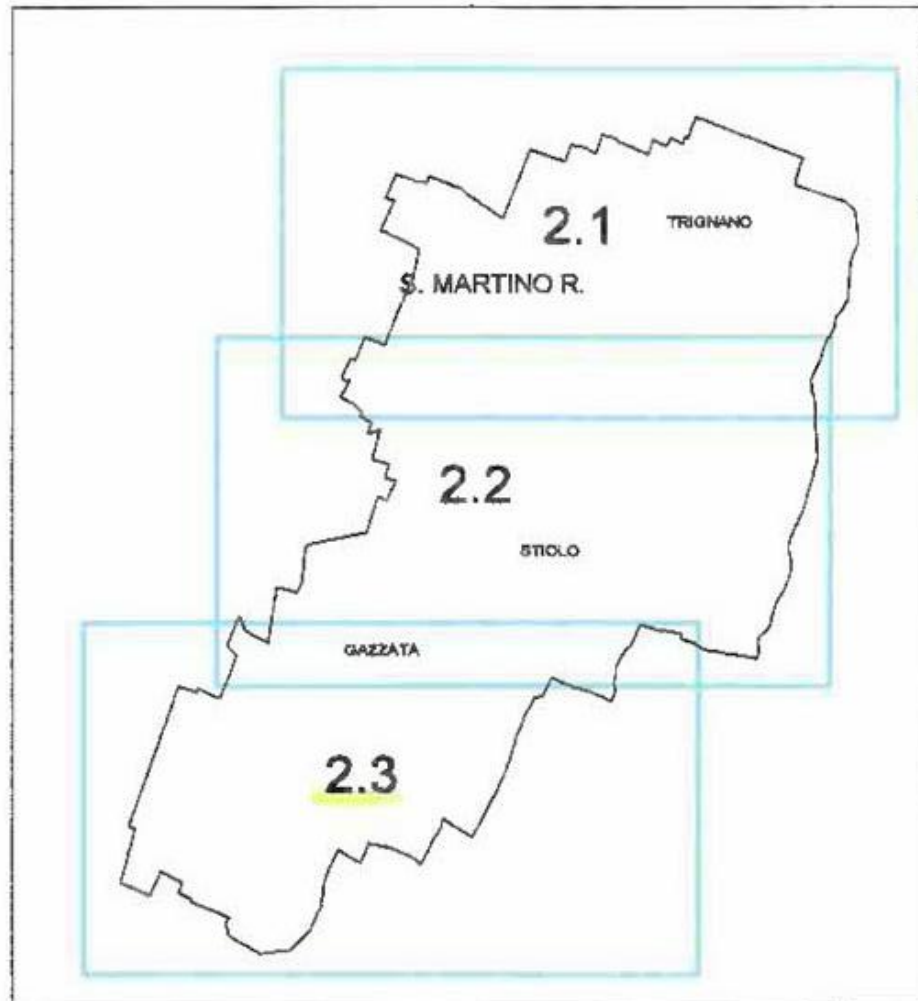 2.1
TRIGNANO
S. MARTINO R.
2.2
STIOLO
GAZZATA
2.3